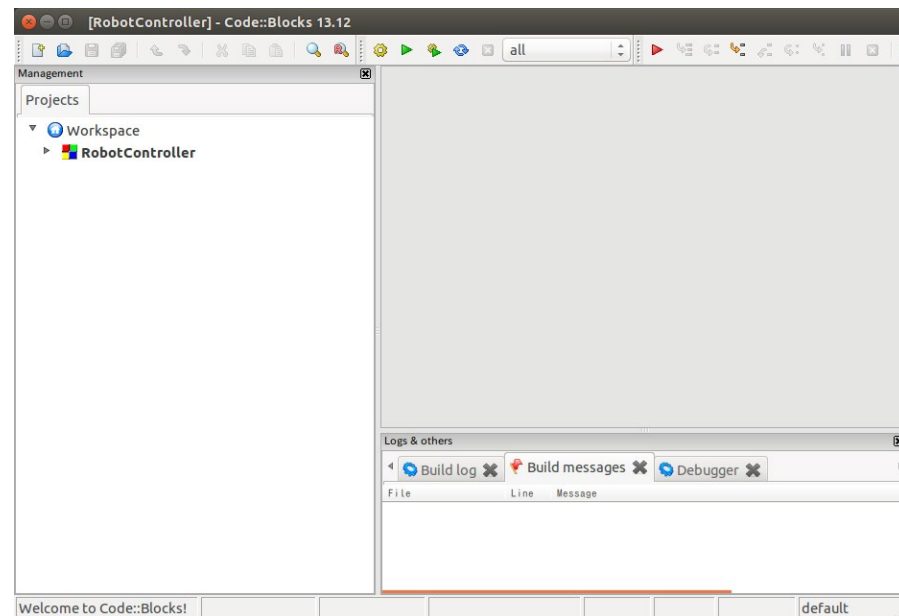 [RobotController] - Code::Blocks 13.12
all
Management
Projects
Workspace
RobotController
Logs & others
Build log
Build messages
Debugger
File Line Message
Welcome to Code::Blocks!
default